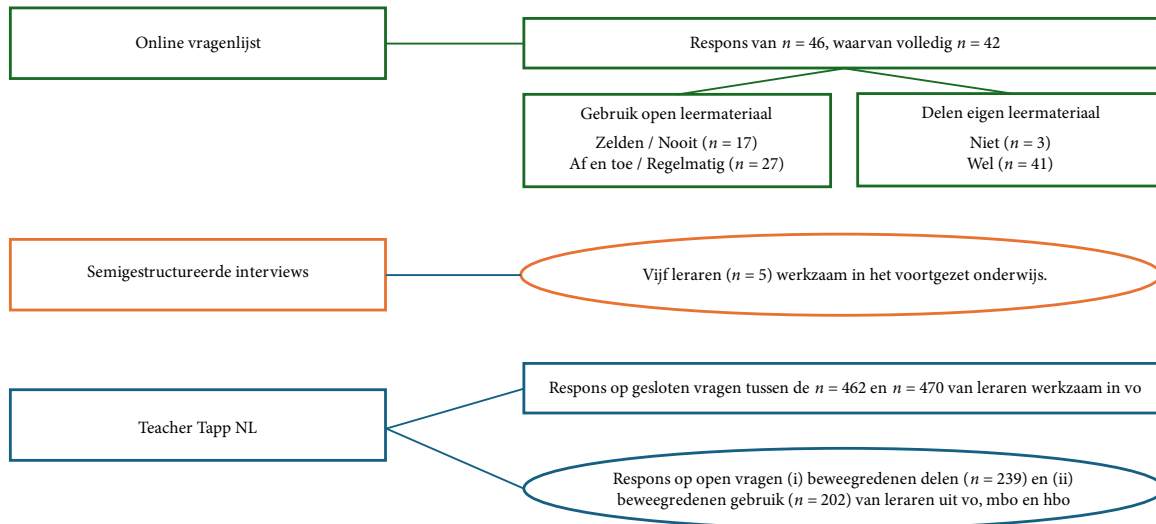 Online vragenlijst
Respons van n = 46, waarvan volledig n = 42
Gebruik open leermateriaal
Zelden / Nooit (n = 17)
Af en toe / Regelmatig (n = 27)
Delen eigen leermateriaal
Niet (n = 3)
Wel (n = 41)
Semigestructureerde interviews
Vijf leraren (n = 5) werkzaam in het voortgezet onderwijs.
Teacher Tapp NL
Respons op gesloten vragen tussen de n = 462 en n = 470 van leraren werkzaam in vo
Respons op open vragen (i) beweegredenen delen (n = 239) en (ii)
beweegredenen gebruik (n = 202) van leraren uit vo, mbo en hbo